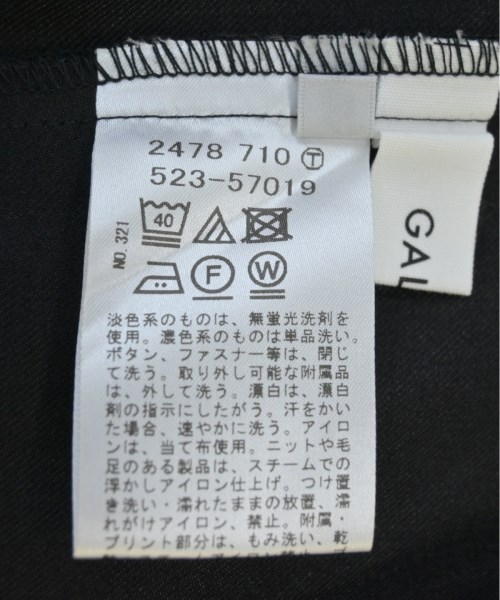 2478 710 Ⓣ
523-57019
NO. 321
40
F
W
GAL
淡色系のものは、無蛍光洗剤を
使用。濃色系のものは単品洗い。
ボタン、ファスナー等は、閉じ
て洗う。取り外し可能な附属品
は、外して洗う。漂白は、漂白
剤の指示にしたがう。汗をかい
た場合、速やかに洗う。アイロ
ンは、当て布使用。ニットや毛
足のある製品は、スチームでの
浮かしアイロン仕上げ。つけ置
き洗い・濡れたままの放置、濡
れがけアイロン、禁止。附属・
プリント部分は、もみ洗い、乾